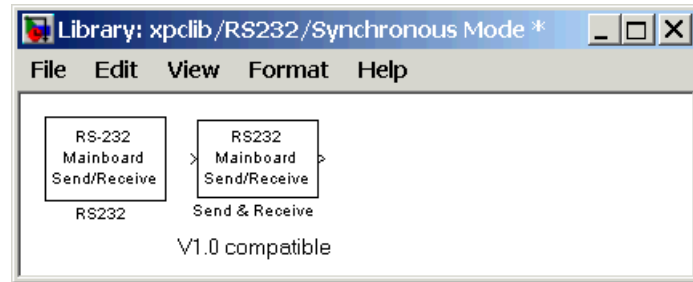 Library: xpclib/RS232/Synchronous Mode *
File Edit View Format Help
RS-232
Mainboard
Send/Receive
RS232
RS232
Mainboard
Send/Receive
Send & Receive
V1.0 compatible